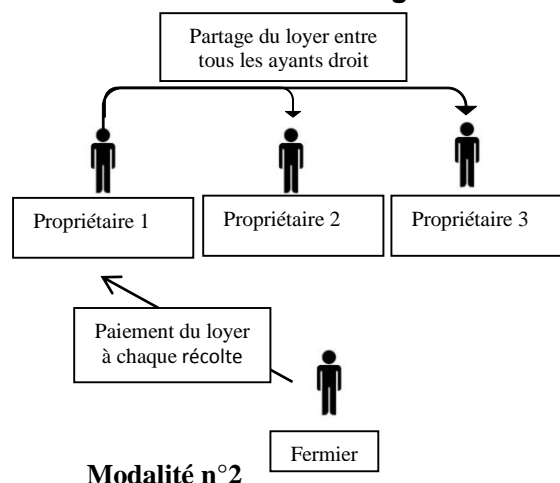 Partage du loyer entre
tous les ayants droit
Propriétaire 1
Propriétaire 2
Propriétaire 3
Paiement du loyer
à chaque récolte
Fermier
Modalité n°2